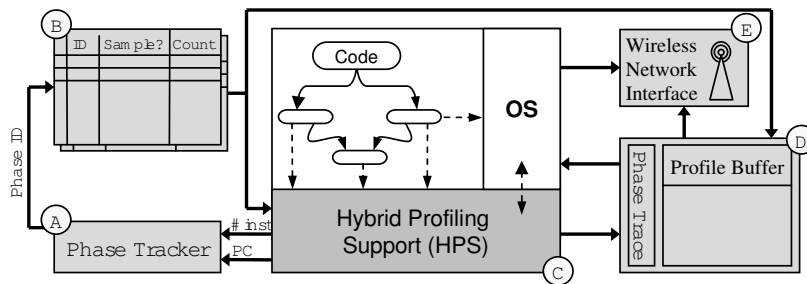 B
ID Sample? Count
Code
OS
E
Wireless
Network
Interface
D
Profile Buffer
Phase Trace
Phase ID
A
Phase Tracker
# inst
PC
Hybrid Profiling
Support (HPS)
C